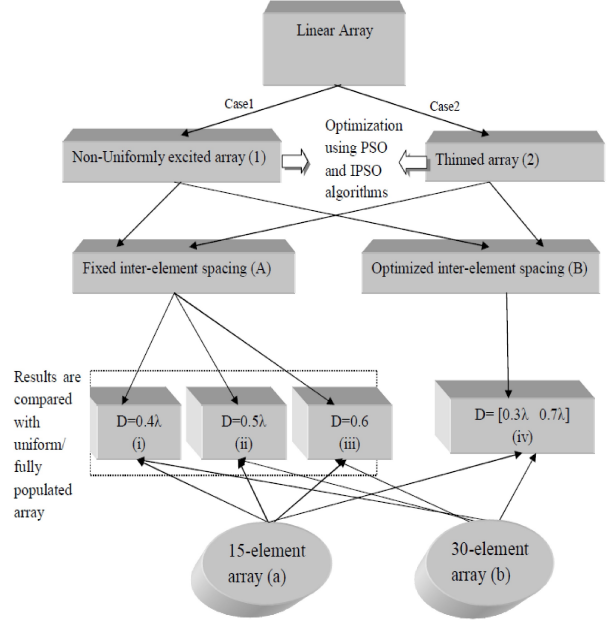 Linear Array
Case1
Case2
Non-Uniformly excited array (1)
Optimization
using PSO
and IPSO
algorithms
Thinned array (2)
Fixed inter-element spacing (A)
Optimized inter-element spacing (B)
Results are
compared
with
uniform/
fully
populated
array
D=0.4λ
(i)
D=0.5λ
(ii)
D=0.6
(iii)
D= [0.3λ 0.7λ]
(iv)
15-element
array (a)
30-element
array (b)